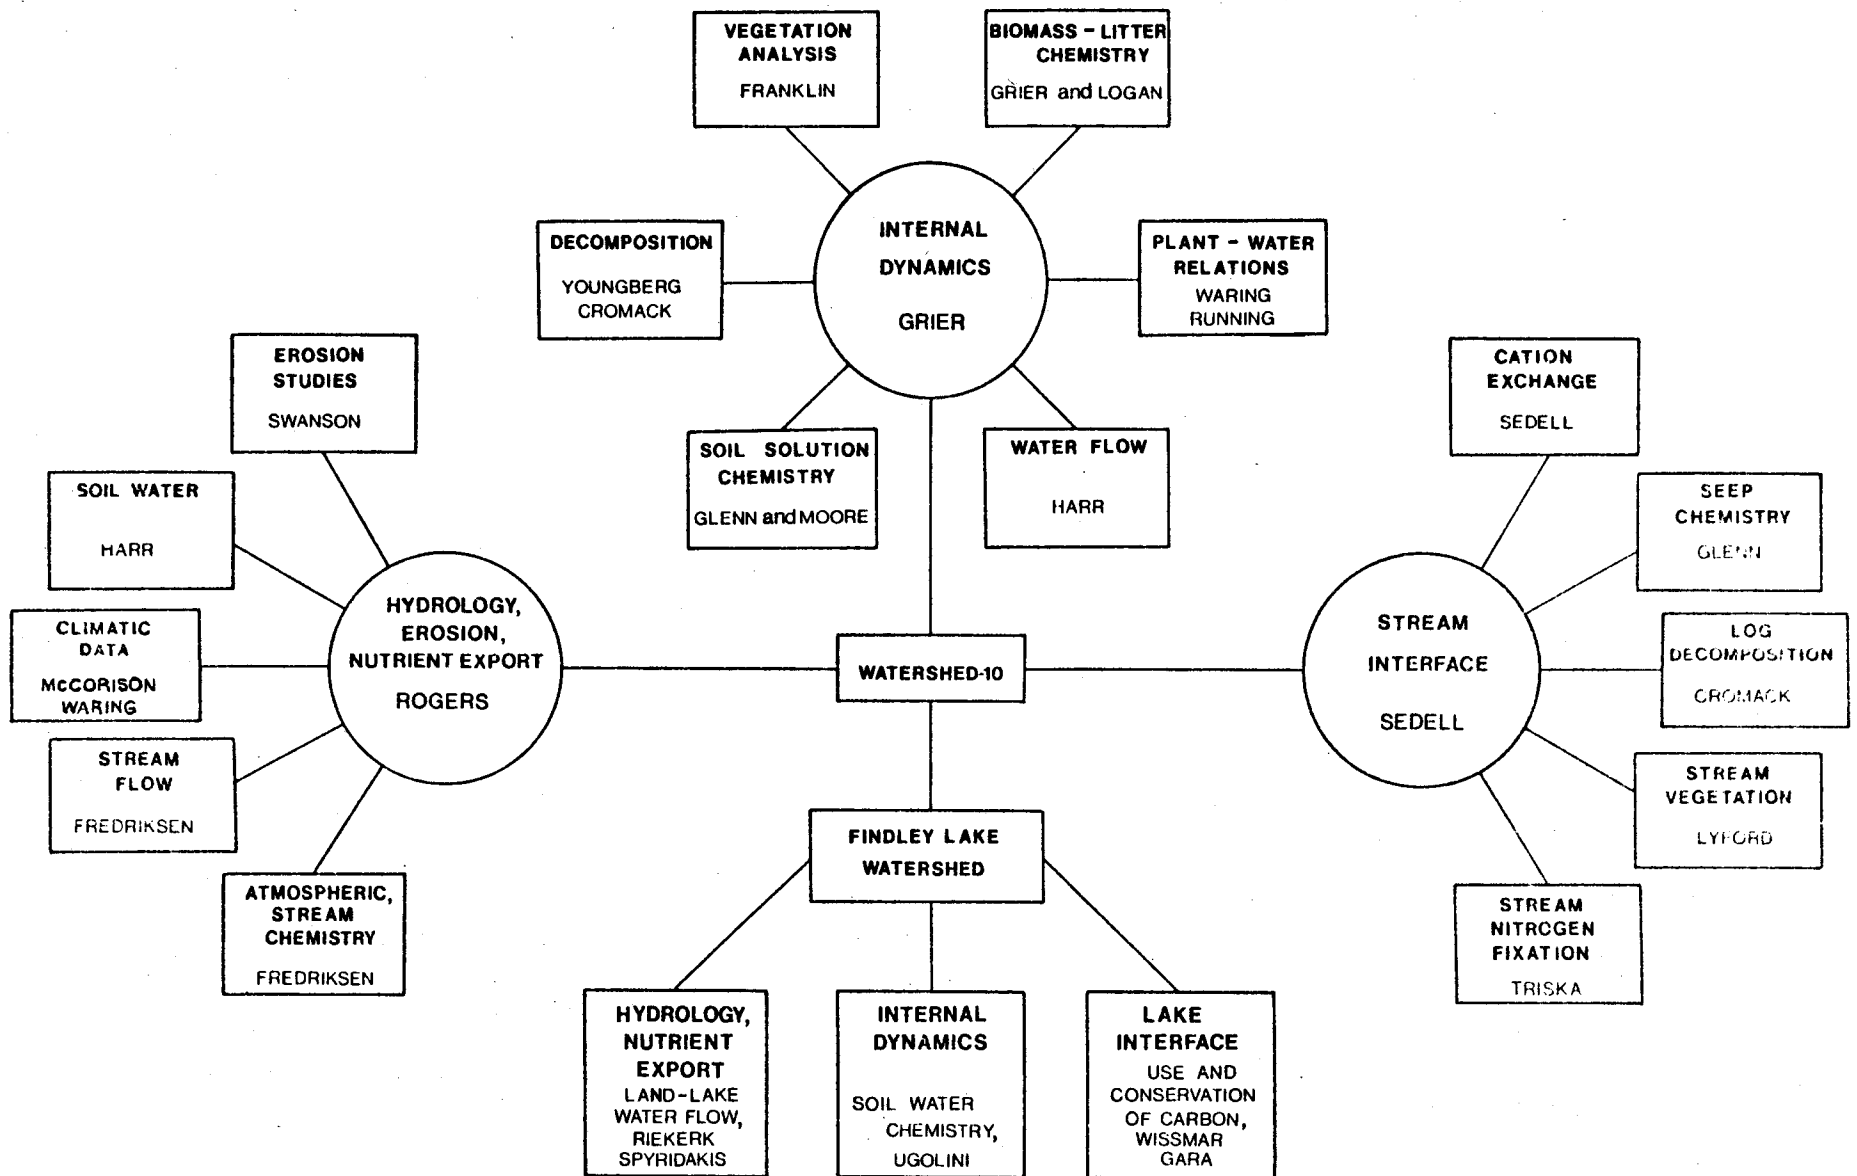 VEGETATION
ANALYSIS
FRANKLIN
BIOMASS - LITTER
CHEMISTRY
GRIER and LOGAN
DECOMPOSITION
YOUNGBERG
CROMACK
INTERNAL
DYNAMICS
GRIER
PLANT - WATER
RELATIONS
WARING
RUNNING
SOIL SOLUTION
CHEMISTRY
GLENN and MOORE
WATER FLOW
HARR
EROSION
STUDIES
SWANSON
SOIL WATER
HARR
CLIMATIC
DATA
McCORISON
WARING
STREAM
FLOW
FREDRIKSEN
ATMOSPHERIC,
STREAM
CHEMISTRY
FREDRIKSEN
HYDROLOGY,
EROSION,
NUTRIENT EXPORT
ROGERS
WATERSHED-10
STREAM
INTERFACE
SEDELL
CATION
EXCHANGE
SEDELL
SEEP
CHEMISTRY
GLENN
LOG
DECOMPOSITION
CROMACK
STREAM
VEGETATION
LYFORD
STREAM
NITROGEN
FIXATION
TRISKA
FINDLEY LAKE
WATERSHED
HYDROLOGY,
NUTRIENT
EXPORT
LAND-LAKE
WATER FLOW,
RIEKERK
SPYRIDAKIS
INTERNAL
DYNAMICS
SOIL WATER
CHEMISTRY,
UGOLINI
LAKE
INTERFACE
USE AND
CONSERVATION
OF CARBON,
WISSMAR
GARA